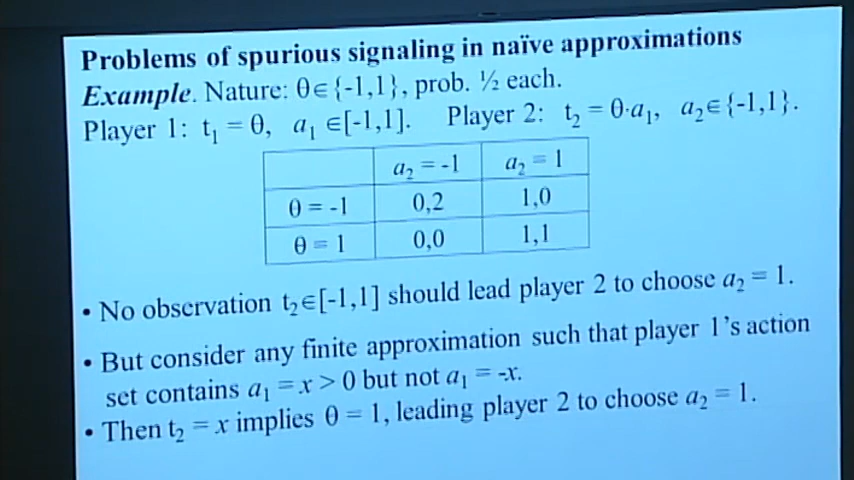 Problems of spurious signaling in naïve approximations
Example. Nature: θ∈{-1,1}, prob. ½ each.
Player 1: t₁ = θ, a₁ ∈[-1,1]. Player 2: t₂ = θ·a₁, a₂∈{-1,1}.
a₂ = -1 a₂ = 1
θ = -1 0,2 1,0
θ = 1 0,0 1,1
• No observation t₂∈[-1,1] should lead player 2 to choose a₂ = 1.
• But consider any finite approximation such that player 1's action
set contains a₁ = x > 0 but not a₁ = -x.
• Then t₂ = x implies θ = 1, leading player 2 to choose a₂ = 1.